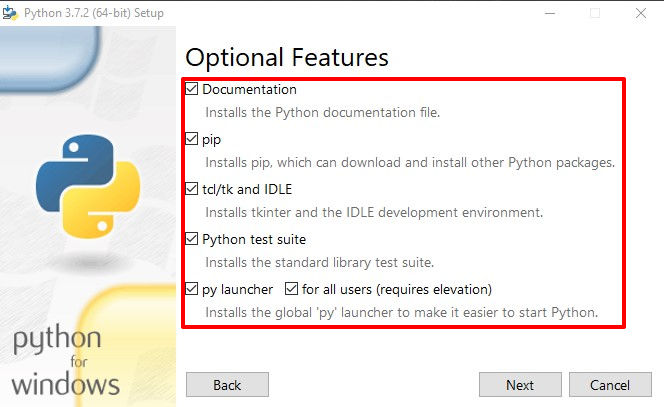 Python 3.7.2 (64-bit) Setup
Optional Features
Documentation
Installs the Python documentation file.
pip
Installs pip, which can download and install other Python packages.
tcl/tk and IDLE
Installs tkinter and the IDLE development environment.
Python test suite
Installs the standard library test suite.
py launcher for all users (requires elevation)
Installs the global 'py' launcher to make it easier to start Python.
python
for
windows
Back Next Cancel